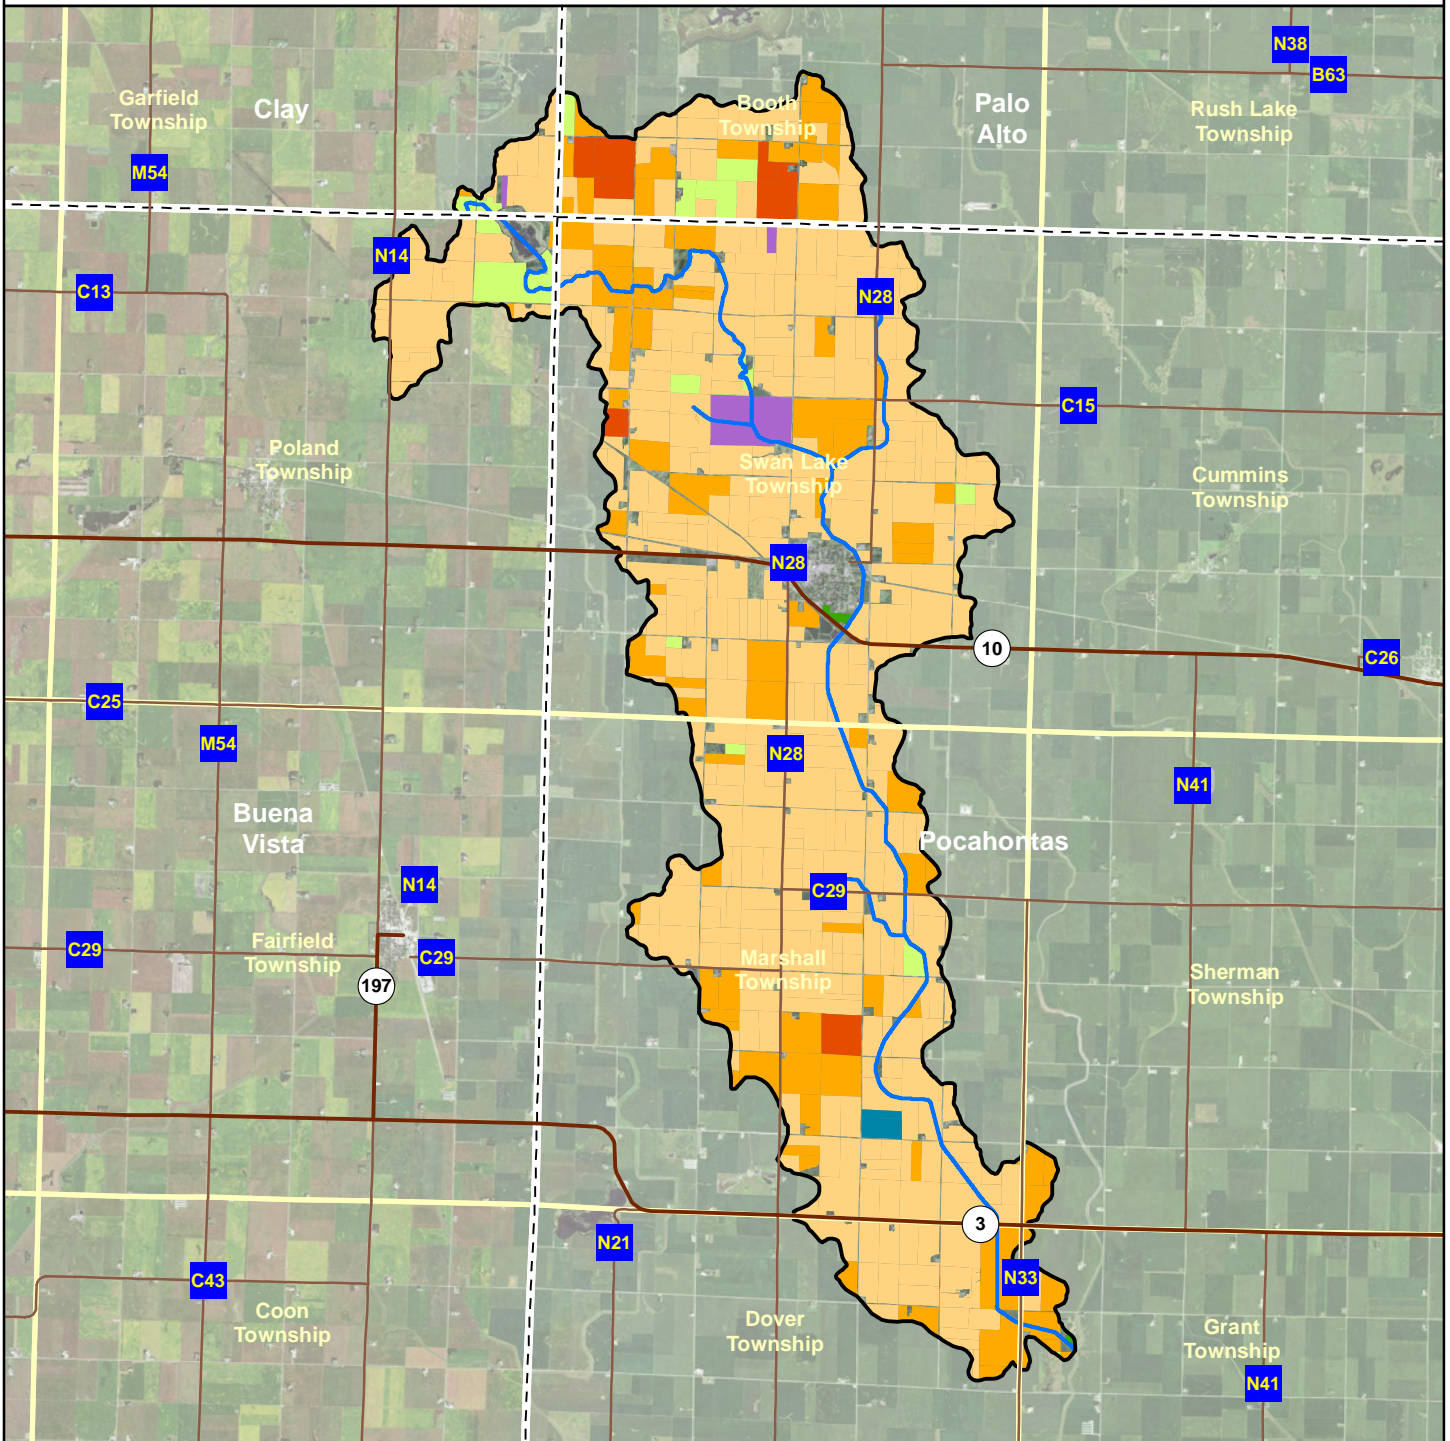 N38
B63
Garfield
Township
Clay
Booth
Township
Palo
Alto
Rush Lake
Township
M54
N14
C13
N28
C15
Poland
Township
Swan Lake
Township
Cummins
Township
N28
10
C26
C25
M54
N28
N41
Buena
Vista
Pocahontas
N14
C29
C29
Fairfield
Township
C29
197
Marshall
Township
Sherman
Township
3
N21
C43
N33
Coon
Township
Dover
Township
Grant
Township
N41